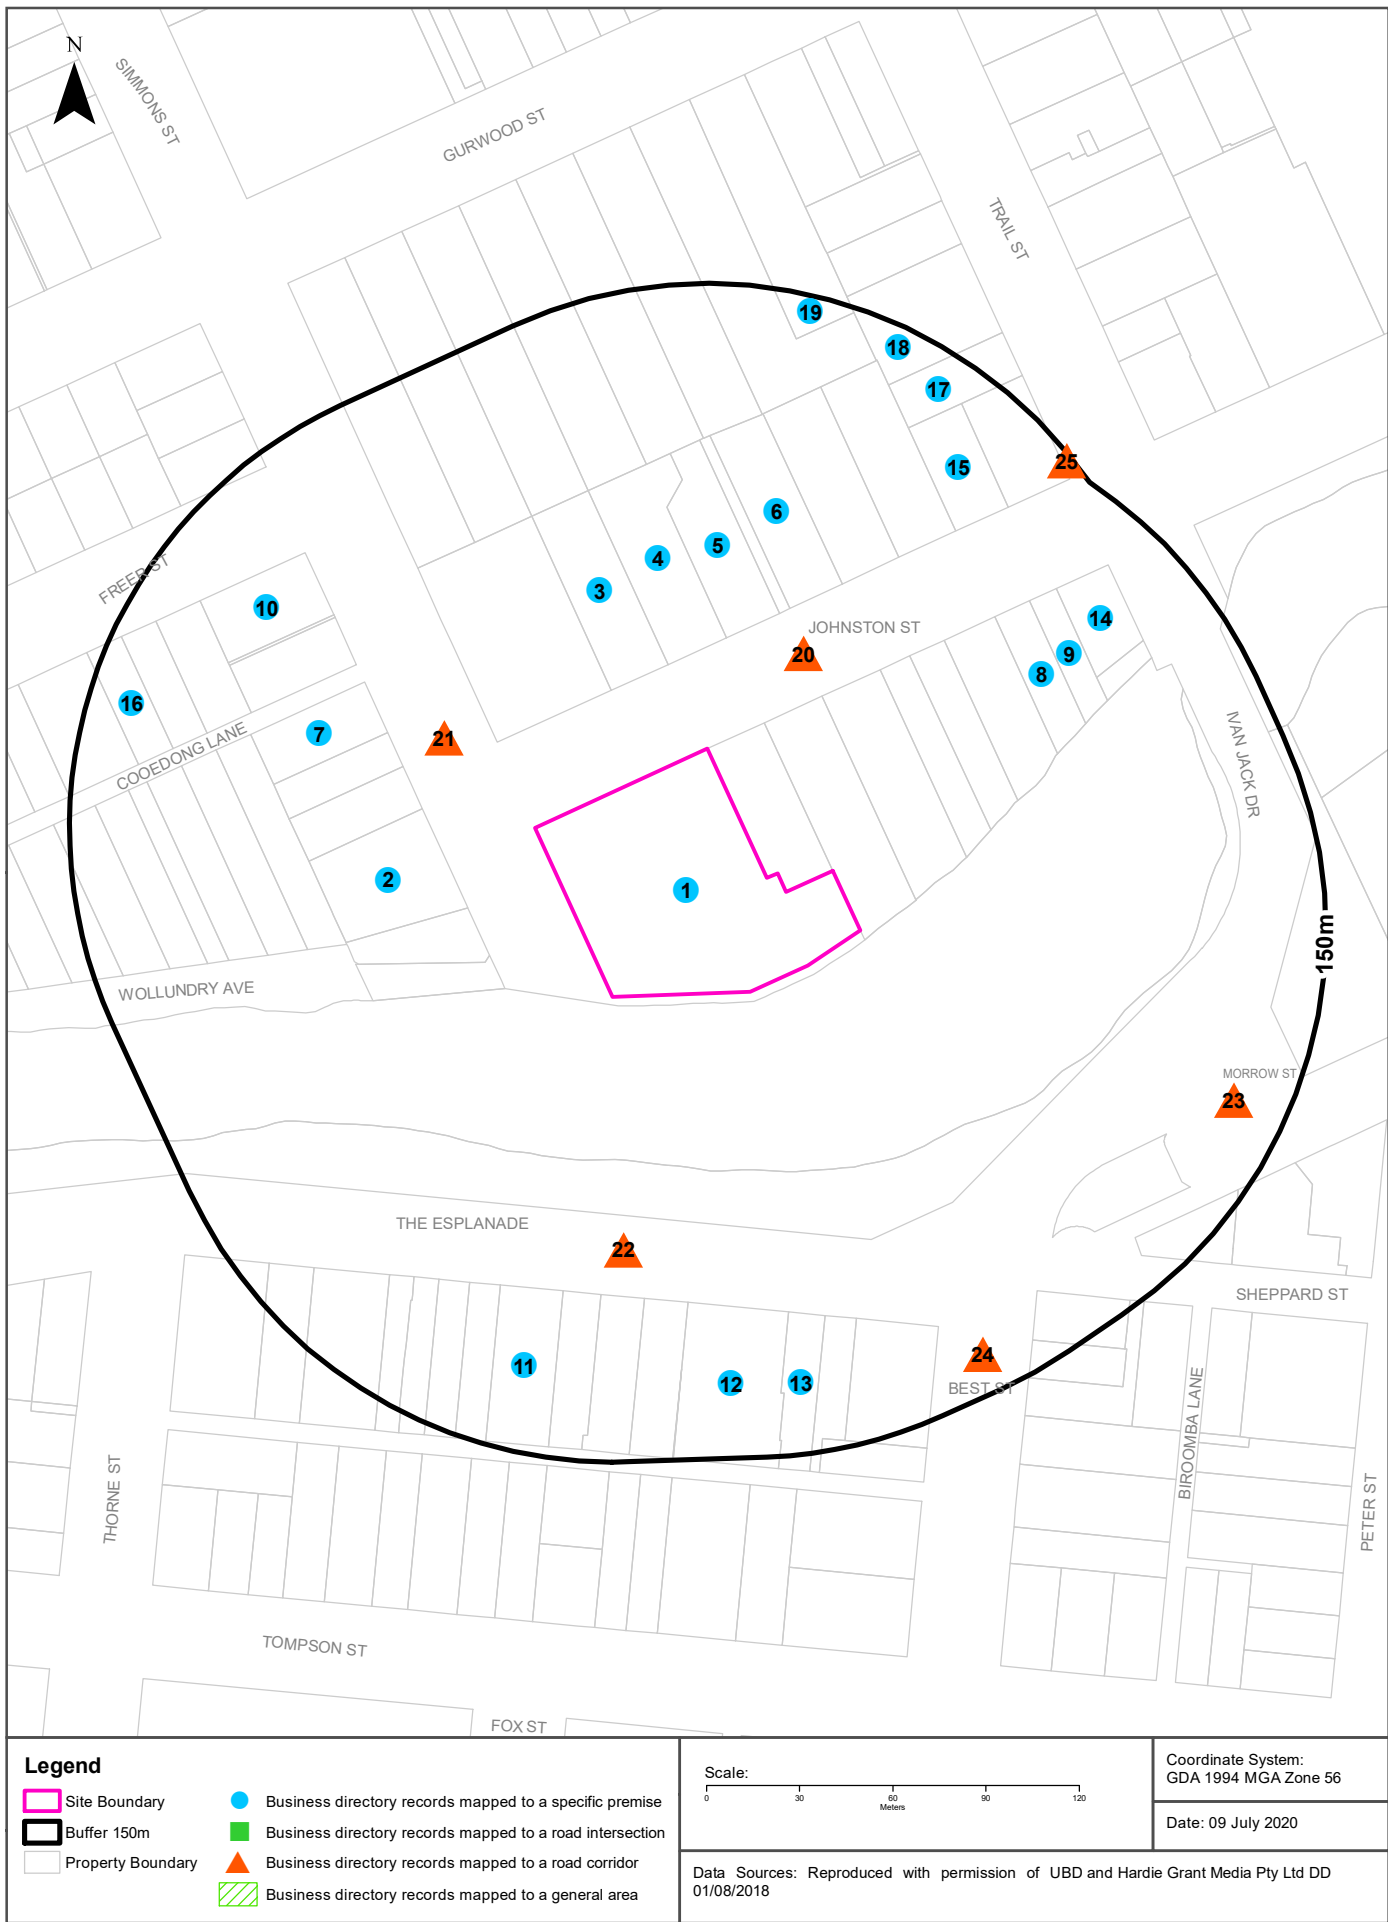 N
SIMMONS ST
GURWOOD ST
TRAIL ST
19
18
17
15
25
6
5
4
3
FREER ST
10
14
JOHNSTON ST
20
9
8
16
7
21
COOEDONG LANE
IVAN JACK DR
2
1
150m
WOLLUNDRY AVE
MORROW ST
23
THE ESPLANADE
22
SHEPPARD ST
24
11
12
13
BEST ST
BIROOMBA LANE
THORNE ST
PETER ST
TOMPSON ST
FOX ST
Legend
Site Boundary
Buffer 150m
Property Boundary
Business directory records mapped to a specific premise
Business directory records mapped to a road intersection
Business directory records mapped to a road corridor
Business directory records mapped to a general area
Scale:
0 30 60 90 120
Meters
Coordinate System:
GDA 1994 MGA Zone 56
Date: 09 July 2020
Data Sources: Reproduced with permission of UBD and Hardie Grant Media Pty Ltd DD
01/08/2018